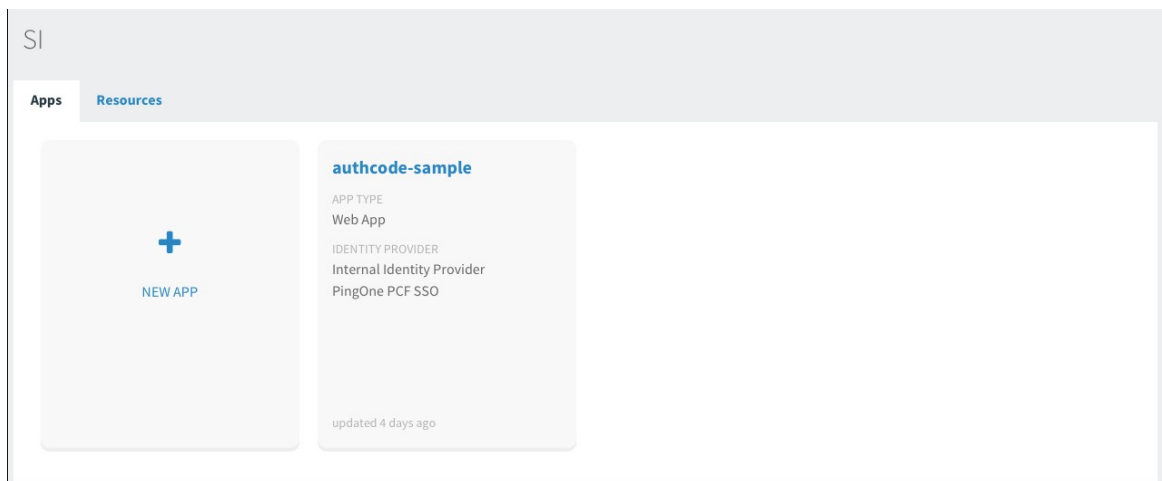 SI
Apps
Resources
NEW APP
authcode-sample
APP TYPE
Web App
IDENTITY PROVIDER
Internal Identity Provider
PingOne PCF SSO
updated 4 days ago